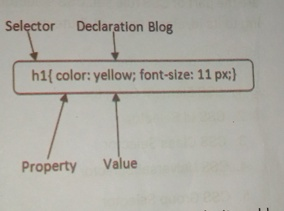 Selector Declaration Blog
h1{ color: yellow; font-size: 11 px;}
Property Value